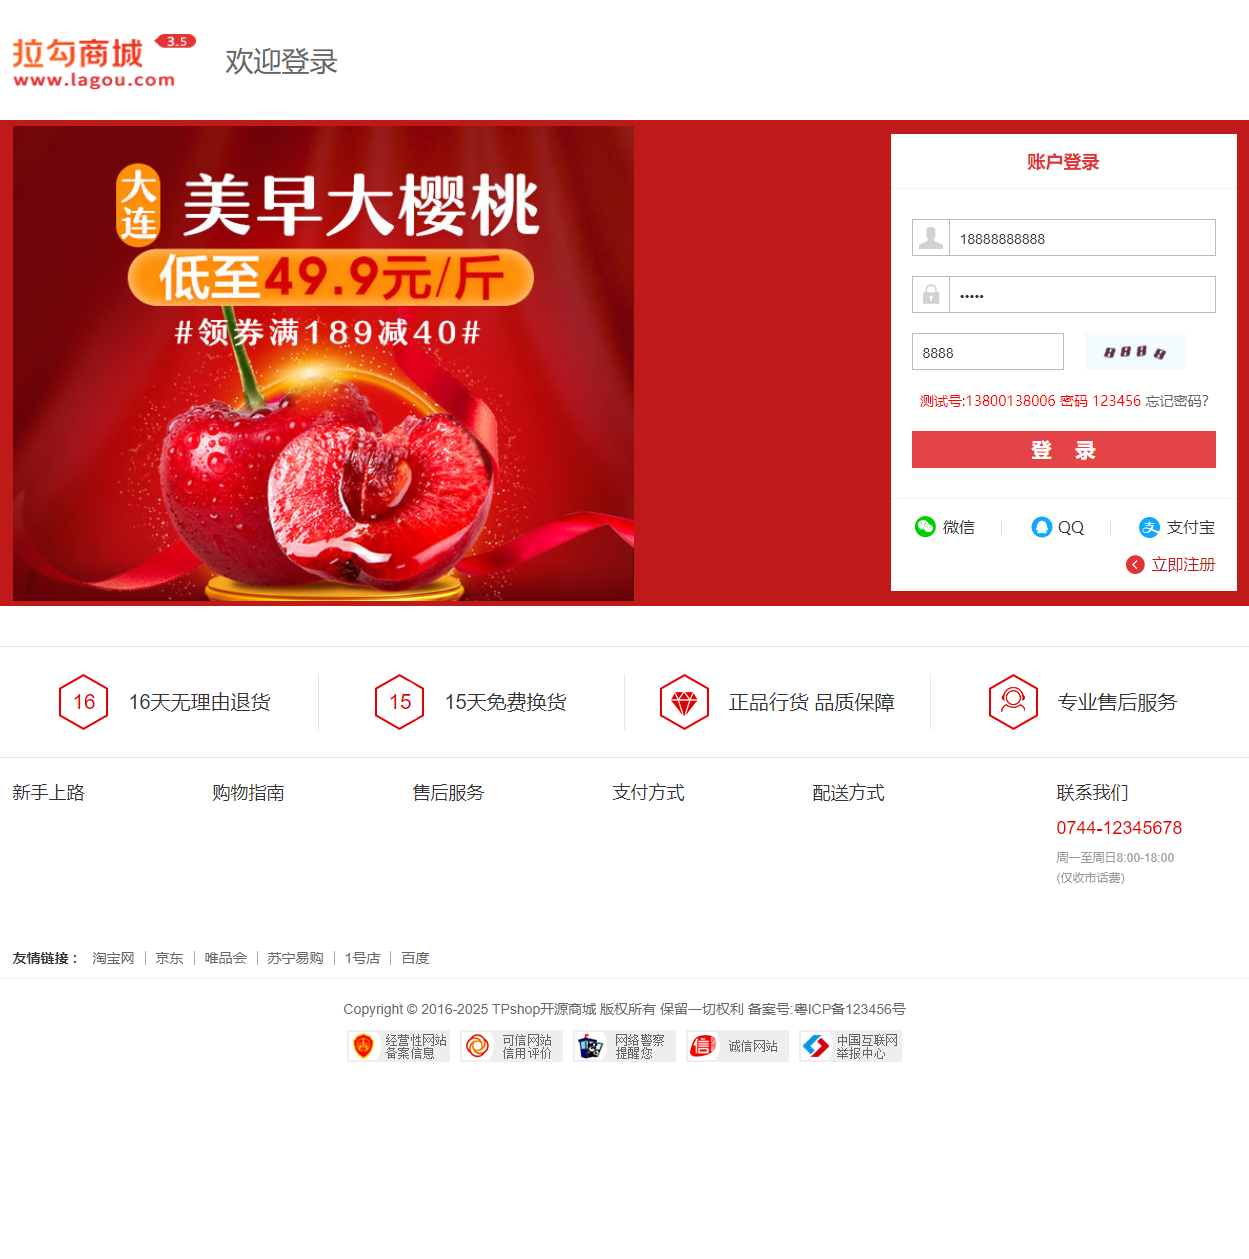 拉勾商城 3.5
www.lagou.com
欢迎登录
大连
美早大樱桃
低至49.9元/斤
#领券满189减40#
账户登录
18888888888
•••••
8888
8888
测试号:13800138006 密码 123456 忘记密码?
登 录
微信
QQ
支付宝
立即注册
16 16天无理由退货
15 15天免费换货
正品行货 品质保障
专业售后服务
新手上路
购物指南
售后服务
支付方式
配送方式
联系我们
0744-12345678
周一至周日8:00-18:00
(仅收市话费)
友情链接： 淘宝网 京东 唯品会 苏宁易购 1号店 百度
Copyright © 2016-2025 TPshop开源商城 版权所有 保留一切权利 备案号:粤ICP备123456号
经营性网站
备案信息
可信网站
信用评价
网络警察
提醒您
信 诚信网站
中国互联网
举报中心